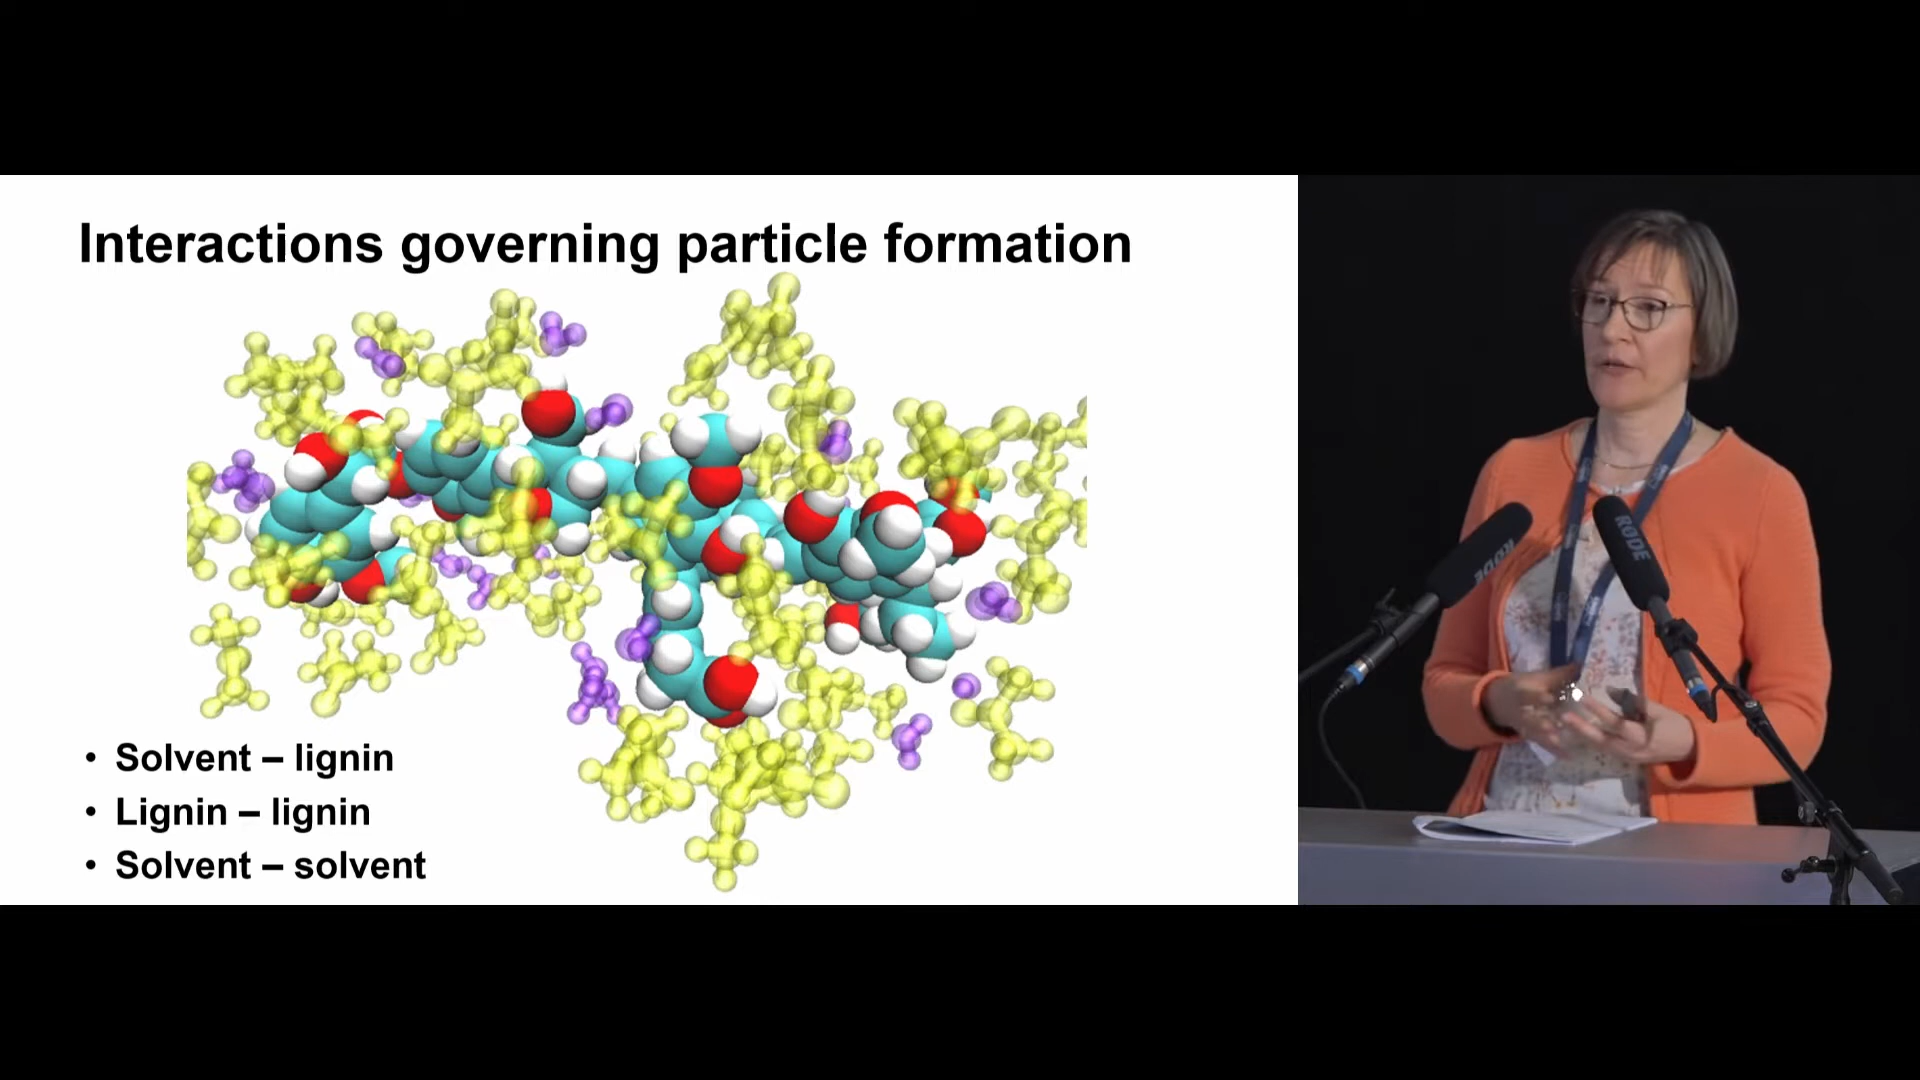 Interactions governing particle formation
• Solvent – lignin
• Lignin – lignin
• Solvent – solvent
RØDE
RØDE